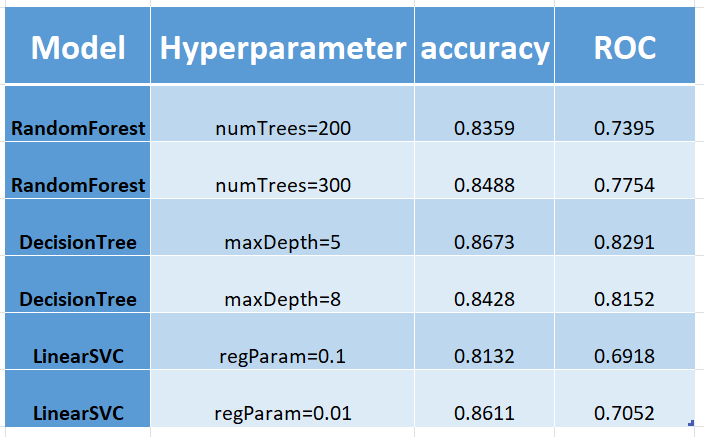 Model Hyperparameter accuracy ROC
RandomForest numTrees=200 0.8359 0.7395
RandomForest numTrees=300 0.8488 0.7754
DecisionTree maxDepth=5 0.8673 0.8291
DecisionTree maxDepth=8 0.8428 0.8152
LinearSVC regParam=0.1 0.8132 0.6918
LinearSVC regParam=0.01 0.8611 0.7052